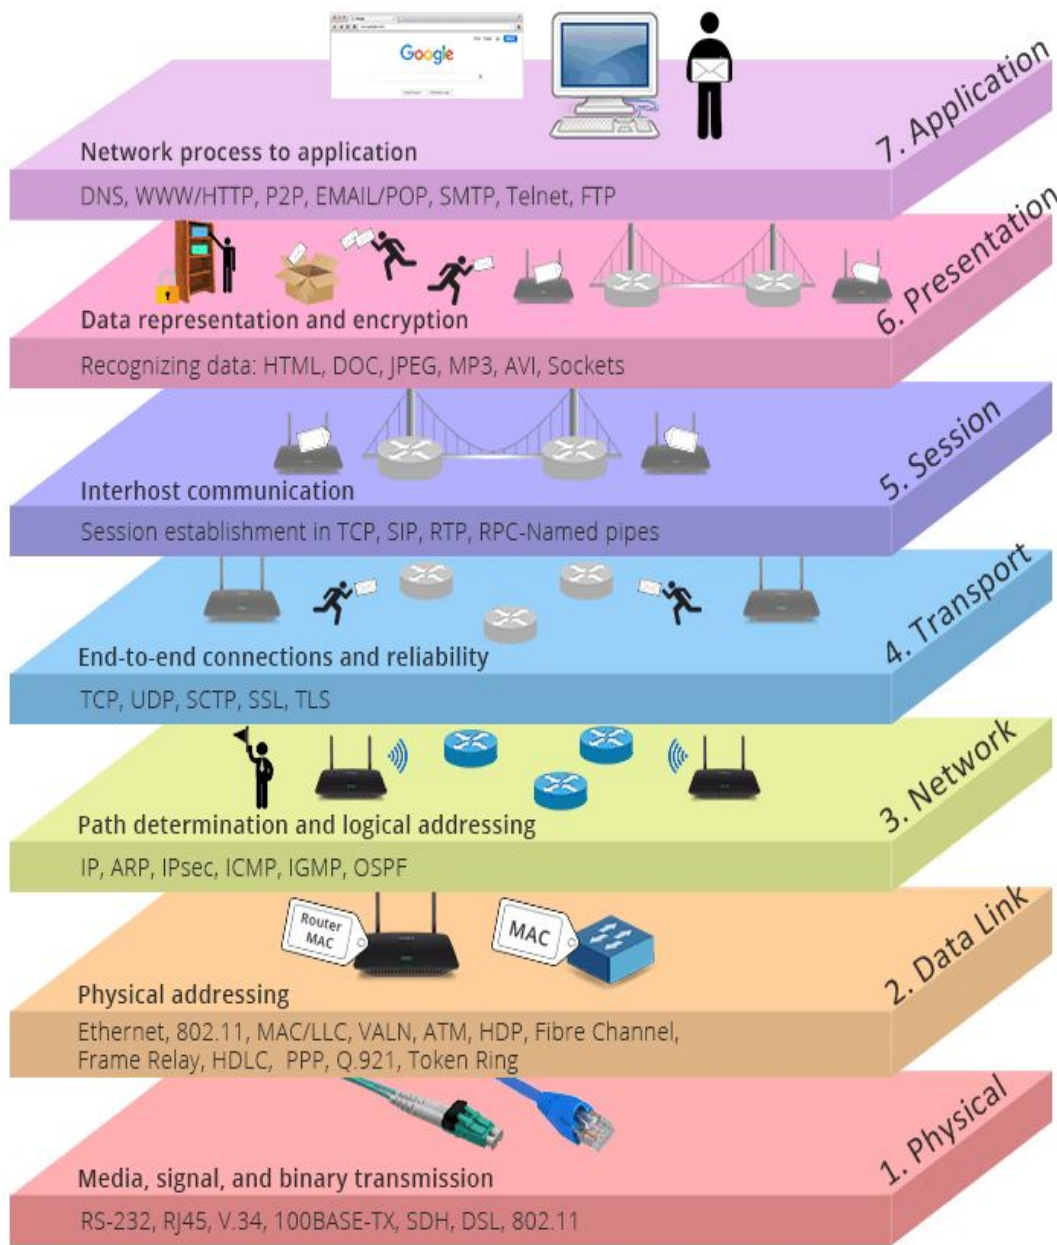 Google
7. Application
Network process to application
DNS, WWW/HTTP, P2P, EMAIL/POP, SMTP, Telnet, FTP
6. Presentation
Data representation and encryption
Recognizing data: HTML, DOC, JPEG, MP3, AVI, Sockets
5. Session
Interhost communication
Session establishment in TCP, SIP, RTP, RPC-Named pipes
4. Transport
End-to-end connections and reliability
TCP, UDP, SCTP, SSL, TLS
3. Network
Path determination and logical addressing
IP, ARP, IPsec, ICMP, IGMP, OSPF
Router
MAC
MAC
2. Data Link
Physical addressing
Ethernet, 802.11, MAC/LLC, VALN, ATM, HDP, Fibre Channel,
Frame Relay, HDLC, PPP, Q.921, Token Ring
1. Physical
Media, signal, and binary transmission
RS-232, RJ45, V.34, 100BASE-TX, SDH, DSL, 802.11